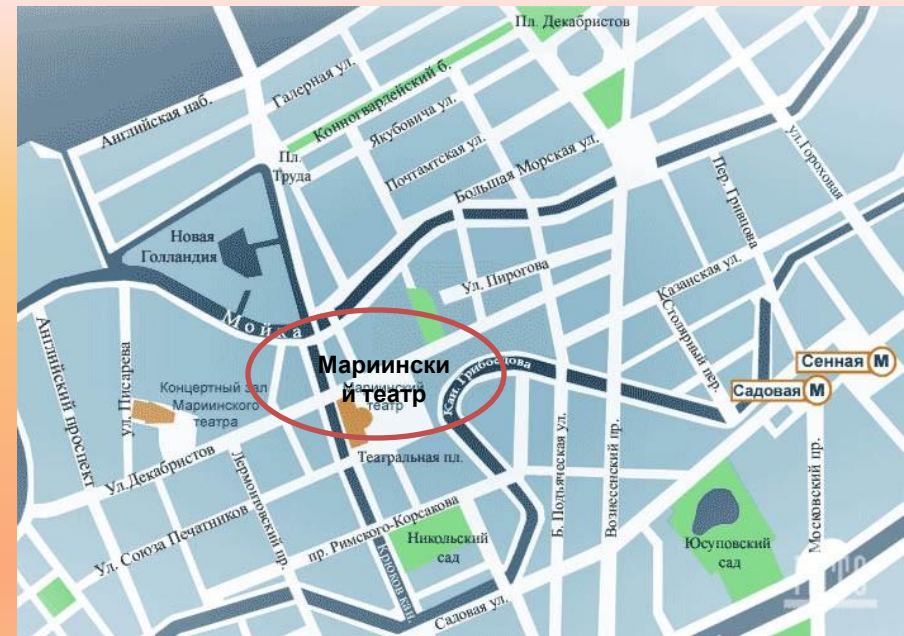 Пл. Декабристов
Галерная ул.
Английская наб.
Конногвардейский б.
Якубовича ул.
Почтамтская ул.
Большая Морская ул.
Пл.
Труда
ул.Гороховая
Пер. Гривцова
Новая
Голландия
Ул. Пирогова
Казанская ул.
Столярный пер.
Мойка
Английский проспект
ул. Писарева
Концертный зал
Мариинского
театра
Мариински
й театр
Мариинский
театр
Кан. Грибоедова
Сенная М
Садовая М
Театральная пл.
Ул.Декабристов
Лермонтовский пр.
Ул. Союза Печатников
пр. Римского-Корсакова
Крюков кан.
Никольский
сад
Садовая ул.
Б. Подъяческая ул.
Вознесенский пр.
Юсуповский
сад
Московский пр.